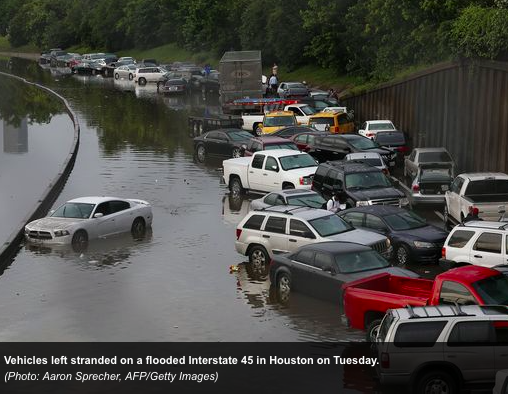 Vehicles left stranded on a flooded Interstate 45 in Houston on Tuesday.
(Photo: Aaron Sprecher, AFP/Getty Images)